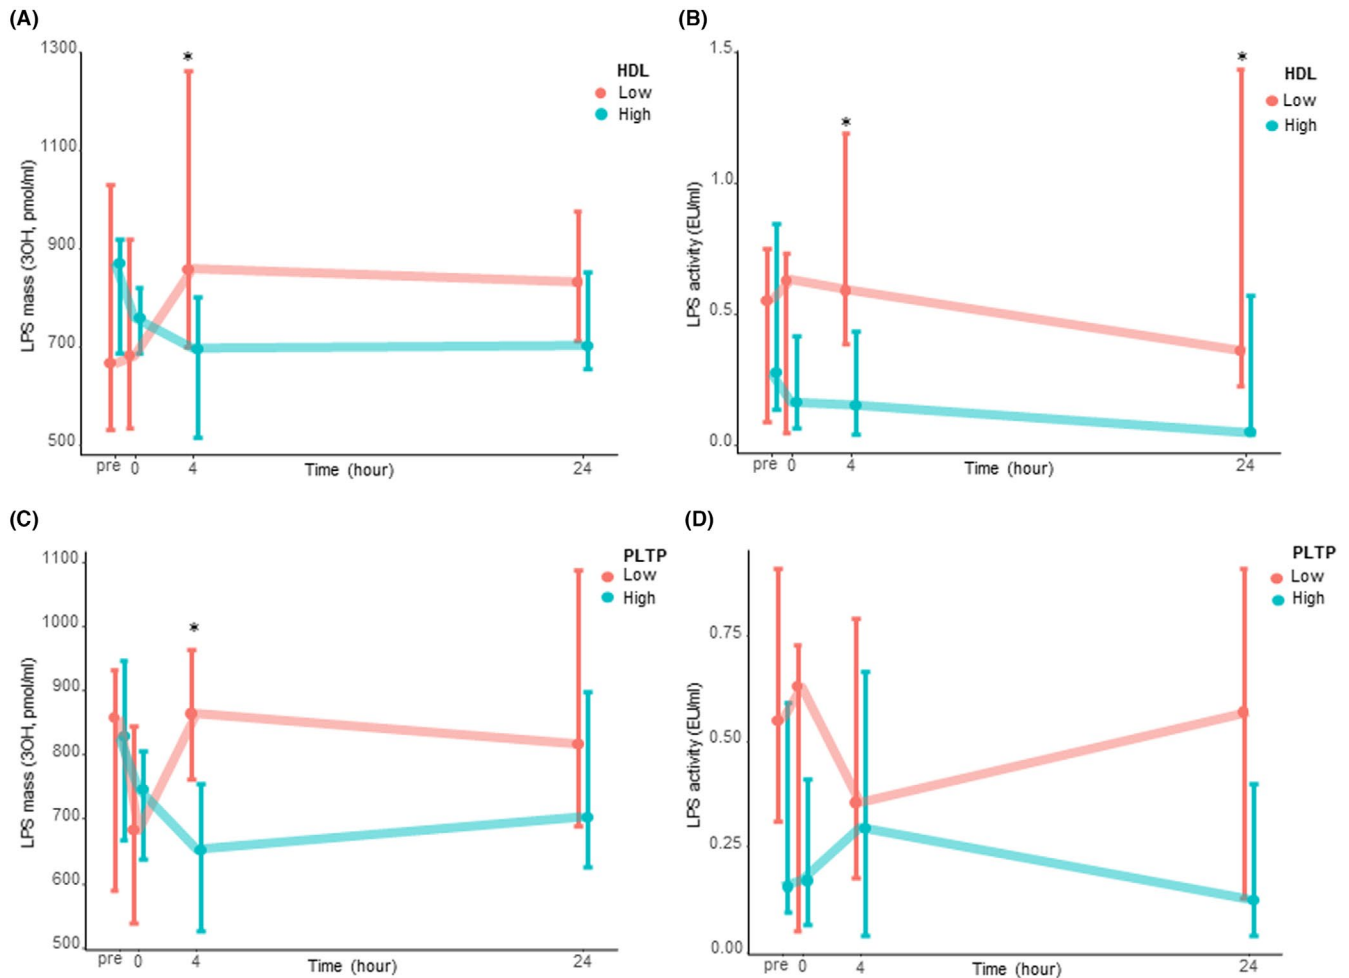 (A)
1300
1100
900
700
500
LPS mass (3OH, pmol/ml)
*
HDL
Low
High
pre 0 4 24
Time (hour)
(B)
1.5
1.0
0.5
0.0
LPS activity (EU/ml)
*
*
HDL
Low
High
pre 0 4 24
Time (hour)
(C)
1100
1000
900
800
700
600
500
LPS mass (3OH, pmol/ml)
*
PLTP
Low
High
pre 0 4 24
Time (hour)
(D)
0.75
0.50
0.25
0.00
LPS activity (EU/ml)
PLTP
Low
High
pre 0 4 24
Time (hour)